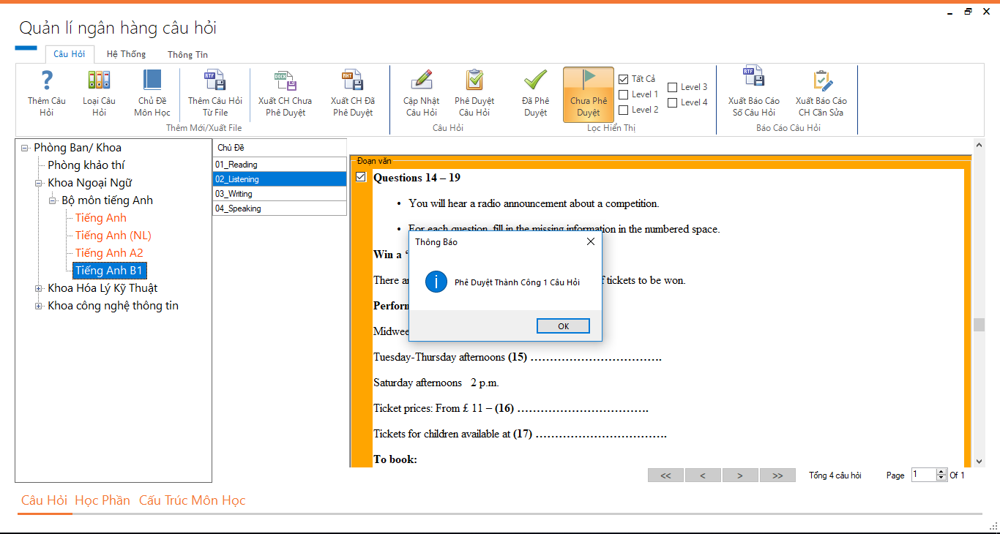 Quản lí ngân hàng câu hỏi
Câu Hỏi Hệ Thống Thông Tin
Thêm Câu Hỏi
Loại Câu Hỏi
Chủ Đề Môn Học
RTF
Thêm Câu Hỏi Từ File
DOCX
Xuất CH Chưa Phê Duyệt
MHT
Xuất CH Đã Phê Duyệt
Thêm Mới/Xuất File
Cập Nhật Câu Hỏi
Phê Duyệt Câu Hỏi
Câu Hỏi
Đã Phê Duyệt
Chưa Phê Duyệt
Tất Cả
Level 1
Level 2
Level 3
Level 4
Lọc Hiển Thị
RTF
Xuất Báo Cáo Số Câu Hỏi
Xuất Báo Cáo CH Cần Sửa
Báo Cáo Câu Hỏi
Phòng Ban/ Khoa
Phòng khảo thí
Khoa Ngoại Ngữ
Bộ môn tiếng Anh
Tiếng Anh
Tiếng Anh (NL)
Tiếng Anh A2
Tiếng Anh B1
Khoa Hóa Lý Kỹ Thuật
Khoa công nghệ thông tin
Chủ Đề
01_Reading
02_Listening
03_Writing
04_Speaking
Đoạn văn
Questions 14 – 19
• You will hear a radio announcement about a competition.
• For each question, fill in the missing information in the numbered space.
Win a ‘
There a
f tickets to be won.
Perform
Midwee
Tuesday-Thursday afternoons (15) …………………………….
Saturday afternoons 2 p.m.
Ticket prices: From £ 11 – (16) …………………………….
Tickets for children available at (17) …………………………….
To book:
Thông Báo
Phê Duyệt Thành Công 1 Câu Hỏi
OK
<< < > >> Tổng 4 câu hỏi Page 1 Of 1
Câu Hỏi Học Phần Cấu Trúc Môn Học